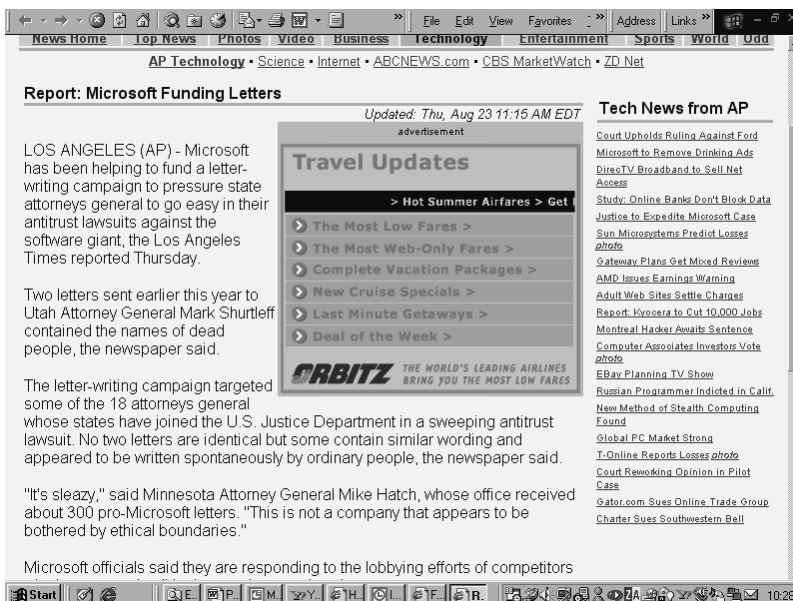 File Edit View Favorites Address Links
News Home Top News Photos Video Business Technology Entertainment Sports World Odd
AP Technology • Science • Internet • ABCNEWS.com • CBS MarketWatch • ZD Net
Report: Microsoft Funding Letters
Updated: Thu, Aug 23 11:15 AM EDT
LOS ANGELES (AP) - Microsoft
has been helping to fund a letter-
writing campaign to pressure state
attorneys general to go easy in their
antitrust lawsuits against the
software giant, the Los Angeles
Times reported Thursday.
Two letters sent earlier this year to
Utah Attorney General Mark Shurtleff
contained the names of dead
people, the newspaper said.
The letter-writing campaign targeted
some of the 18 attorneys general
whose states have joined the U.S. Justice Department in a sweeping antitrust
lawsuit. No two letters are identical but some contain similar wording and
appeared to be written spontaneously by ordinary people, the newspaper said.
"It's sleazy," said Minnesota Attorney General Mike Hatch, whose office received
about 300 pro-Microsoft letters. "This is not a company that appears to be
bothered by ethical boundaries."
Microsoft officials said they are responding to the lobbying efforts of competitors
advertisement
Travel Updates
> Hot Summer Airfares > Get
The Most Low Fares >
The Most Web-Only Fares >
Complete Vacation Packages >
New Cruise Specials >
Last Minute Getaways >
Deal of the Week >
ORBITZ THE WORLD'S LEADING AIRLINES
BRING YOU THE MOST LOW FARES
Tech News from AP
Court Upholds Ruling Against Ford
Microsoft to Remove Drinking Ads
DirecTV Broadband to Sell Net
Access
Study: Online Banks Don't Block Data
Justice to Expedite Microsoft Case
Sun Microsystems Predict Losses
photo
Gateway Plans Get Mixed Reviews
AMD Issues Earnings Warning
Adult Web Sites Settle Charges
Report: Kyocera to Cut 10,000 Jobs
Montreal Hacker Awaits Sentence
Computer Associates Investors Vote
photo
EBay Planning TV Show
Russian Programmer Indicted in Calif.
New Method of Stealth Computing
Found
Global PC Market Strong
T-Online Reports Losses photo
Court Reworking Opinion in Pilot
Case
Gator.com Sues Online Trade Group
Charter Sues Southwestern Bell
Start E.. P.. M.. Y.. H.. I... F... R. 10:28